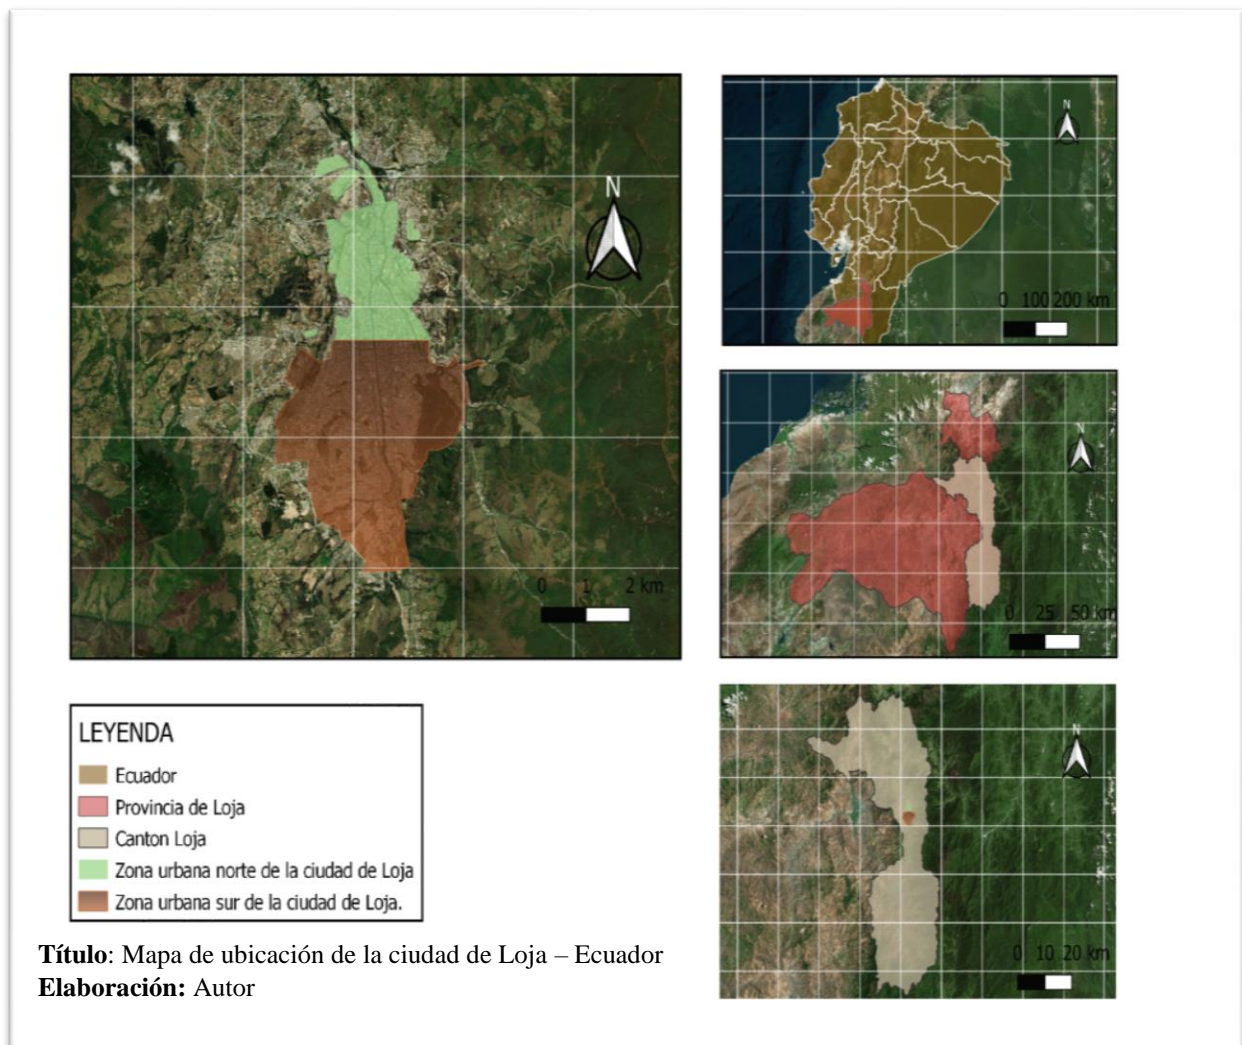 N
0 1 2 km
N
0 100 200 km
N
0 25 50 km
N
0 10 20 km
LEYENDA
Ecuador
Provincia de Loja
Canton Loja
Zona urbana norte de la ciudad de Loja
Zona urbana sur de la ciudad de Loja.
Título: Mapa de ubicación de la ciudad de Loja – Ecuador
Elaboración: Autor